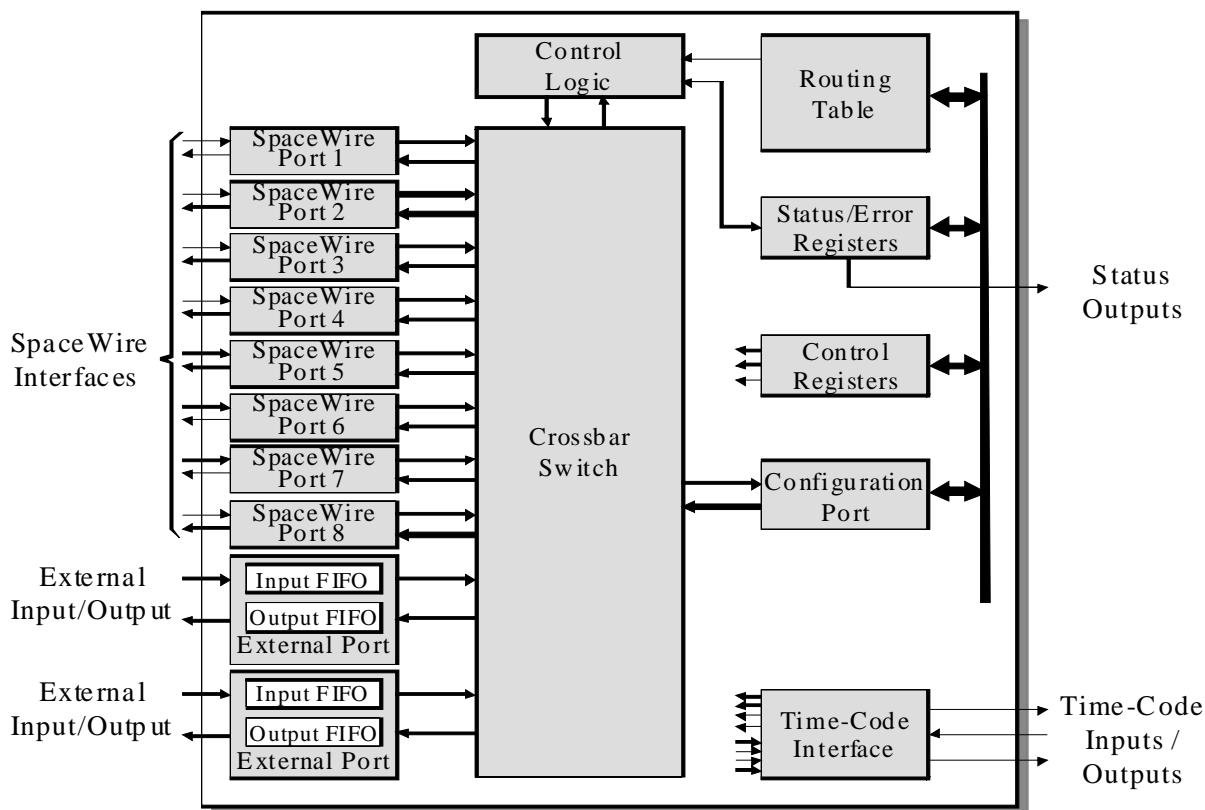 Control
Logic
Routing
Table
SpaceWire
Port 1
SpaceWire
Port 2
SpaceWire
Port 3
SpaceWire
Port 4
SpaceWire
Port 5
SpaceWire
Port 6
SpaceWire
Port 7
SpaceWire
Port 8
SpaceWire
Interfaces
Status/Error
Registers
Status
Outputs
Control
Registers
Crossbar
Switch
Configuration
Port
External
Input/Output
Input FIFO
Output FIFO
External Port
External
Input/Output
Input FIFO
Output FIFO
External Port
Time-Code
Interface
Time-Code
Inputs /
Outputs